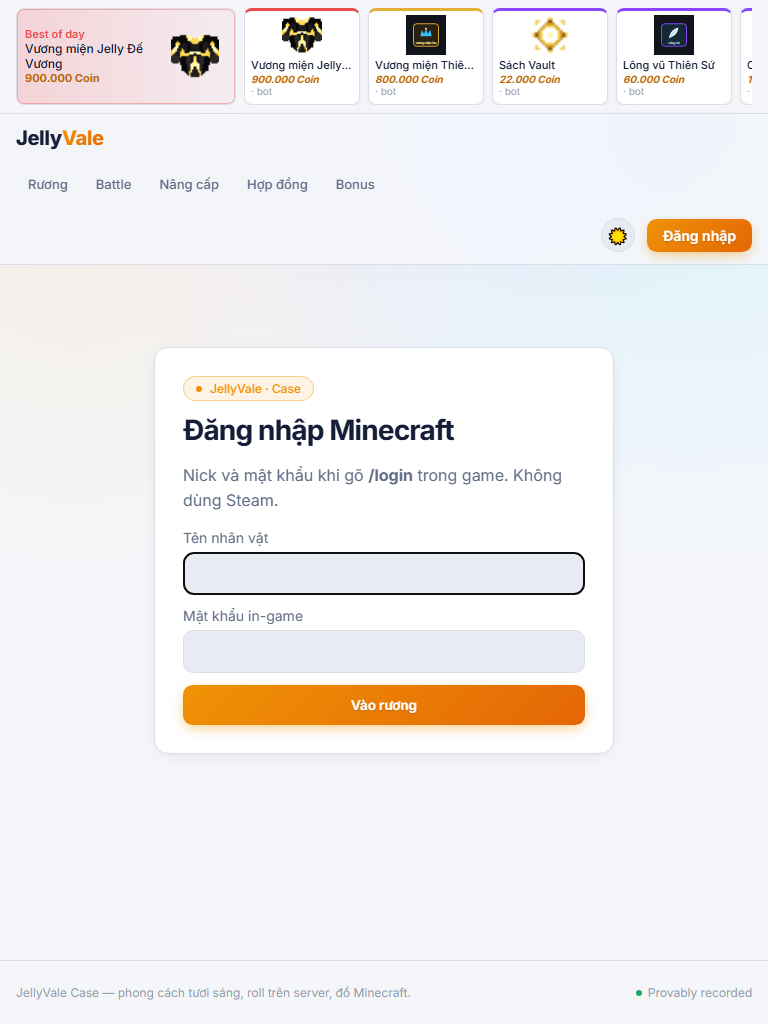 Best of day
Vương miện Jelly Đế
Vương
900.000 Coin
Vương miện Jelly...
900.000 Coin
· bot
Vương miện Thiê...
800.000 Coin
· bot
Sách Vault
22.000 Coin
· bot
Lông vũ Thiên Sứ
60.000 Coin
· bot
JellyVale
Rương
Battle
Nâng cấp
Hợp đồng
Bonus
Đăng nhập
JellyVale · Case
Đăng nhập Minecraft
Nick và mật khẩu khi gõ /login trong game. Không
dùng Steam.
Tên nhân vật
Mật khẩu in-game
Vào rương
JellyVale Case — phong cách tươi sáng, roll trên server, đồ Minecraft.
Provably recorded